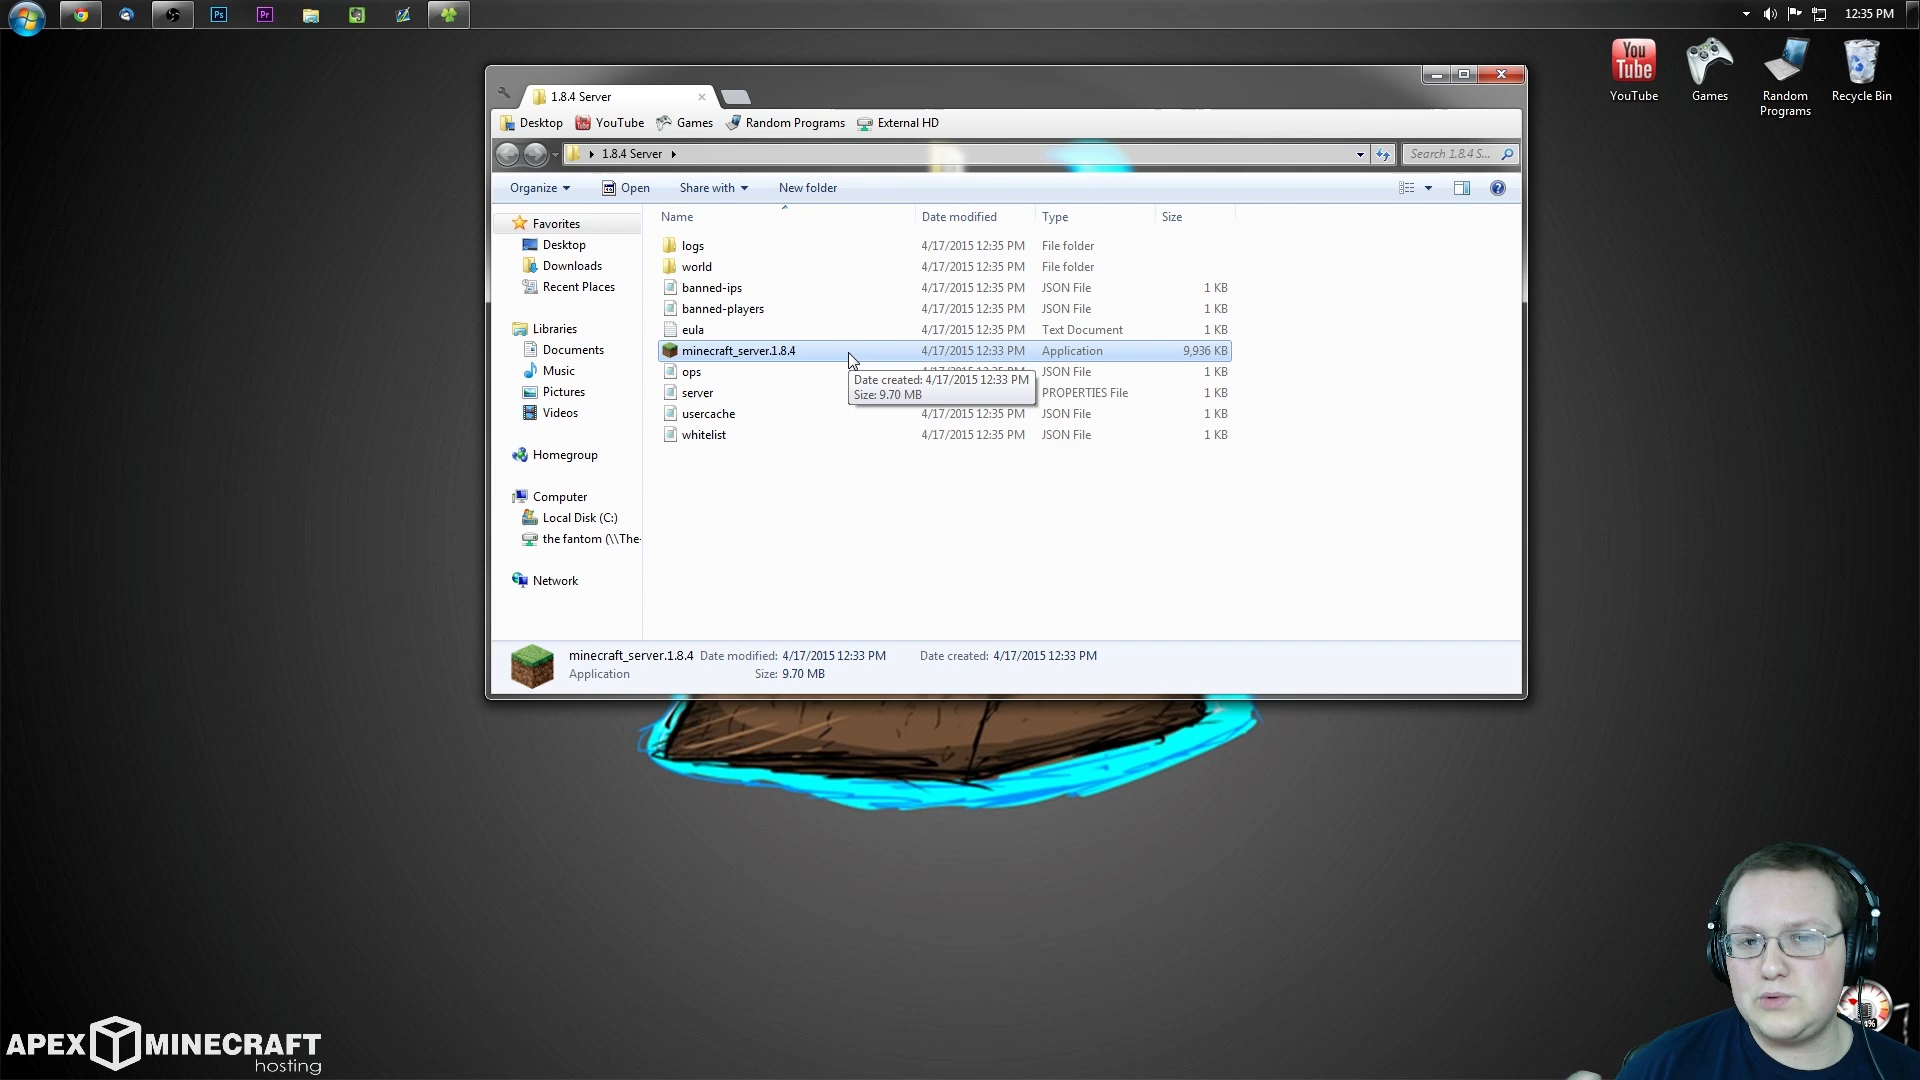 Ps
Pr
12:35 PM
You
Tube
YouTube
Games
Random
Programs
Recycle Bin
1.8.4 Server
Desktop
YouTube
Games
Random Programs
External HD
1.8.4 Server
Search 1.8.4 S...
Organize
Open
Share with
New folder
Name
Date modified
Type
Size
Favorites
Desktop
Downloads
Recent Places
Libraries
Documents
Music
Pictures
Videos
Homegroup
Computer
Local Disk (C:)
the fantom (\\The-
Network
logs 4/17/2015 12:35 PM File folder
world 4/17/2015 12:35 PM File folder
banned-ips 4/17/2015 12:35 PM JSON File 1 KB
banned-players 4/17/2015 12:35 PM JSON File 1 KB
eula 4/17/2015 12:35 PM Text Document 1 KB
minecraft_server.1.8.4 4/17/2015 12:33 PM Application 9,936 KB
ops 4/17/2015 12:35 PM JSON File 1 KB
server PROPERTIES File 1 KB
usercache 4/17/2015 12:35 PM JSON File 1 KB
whitelist 4/17/2015 12:35 PM JSON File 1 KB
Date created: 4/17/2015 12:33 PM
Size: 9.70 MB
minecraft_server.1.8.4 Date modified: 4/17/2015 12:33 PM Date created: 4/17/2015 12:33 PM
Application Size: 9.70 MB
APEX MINECRAFT
hosting